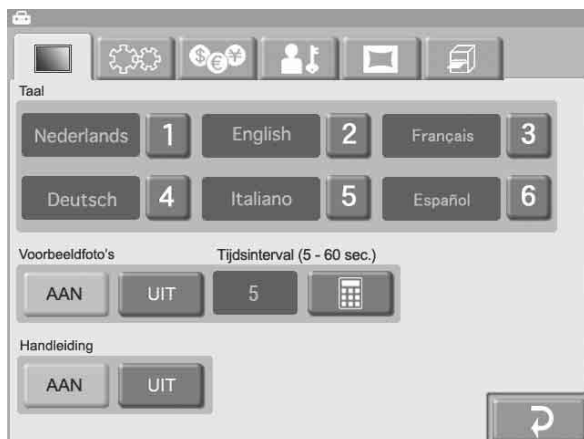 Taal
Nederlands 1 English 2 Français 3
Deutsch 4 Italiano 5 Español 6
Voorbeeldfoto's Tijdsinterval (5 - 60 sec.)
AAN UIT 5
Handleiding
AAN UIT